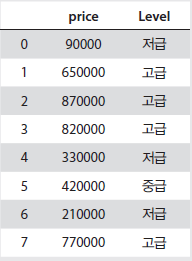 price Level
0 90000 저급
1 650000 고급
2 870000 고급
3 820000 고급
4 330000 저급
5 420000 중급
6 210000 저급
7 770000 고급